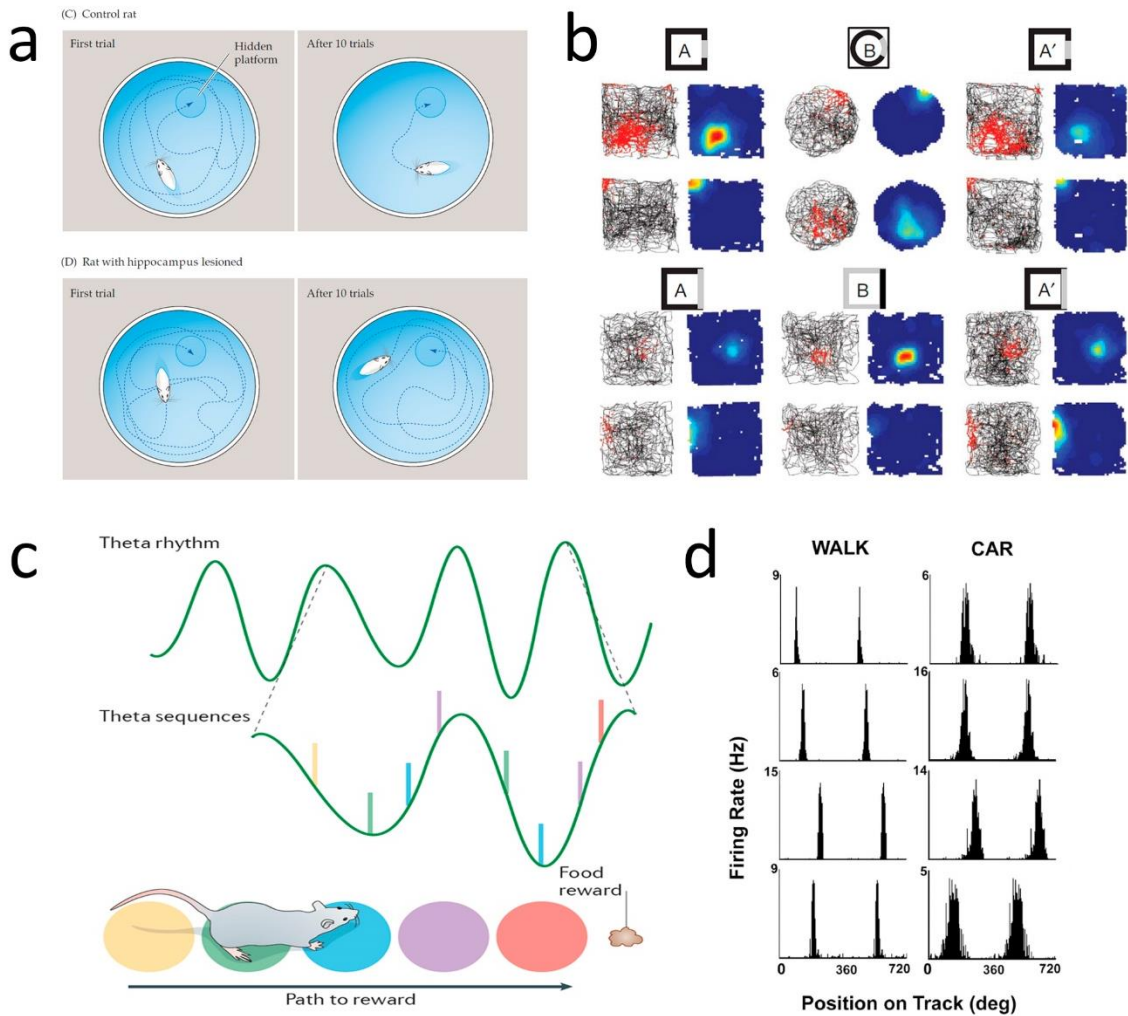 a
(C) Control rat
First trial
Hidden
platform
After 10 trials
(D) Rat with hippocampus lesioned
First trial
After 10 trials
b
A
B
A′
A
B
A′
c
Theta rhythm
Theta sequences
Food
reward
Path to reward
d
WALK
CAR
Firing Rate (Hz)
9
6
6
16
15
14
9
5
0
360
720
0
360
720
Position on Track (deg)